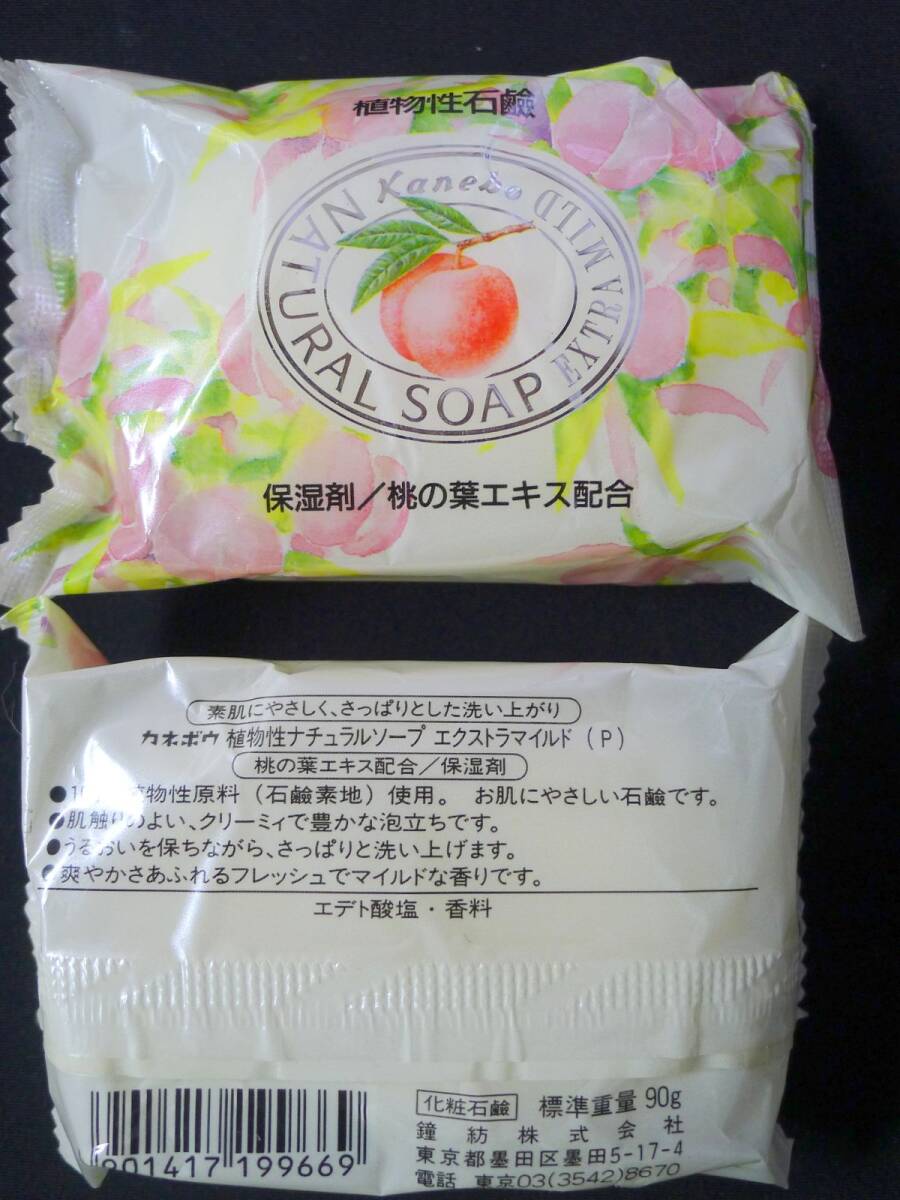 植物性石鹼
Kanebo
NATURAL SOAP EXTRA MILD
保湿剤/桃の葉エキス配合
素肌にやさしく、さっぱりとした洗い上がり
カネボウ 植物性ナチュラルソープ エクストラマイルド(P)
桃の葉エキス配合/保湿剤
物性原料(石鹼素地)使用。 お肌にやさしい石鹼です。
●肌触りのよい、クリーミィで豊かな泡立ちです。
●うるおいを保ちながら、さっぱりと洗い上げます。
●爽やかさあふれるフレッシュでマイルドな香りです。
エデト酸塩・香料
901417 199669
化粧石鹼 標準重量 90g
鐘紡株式会社
東京都墨田区墨田5-17-4
電話 東京03(3542)8670